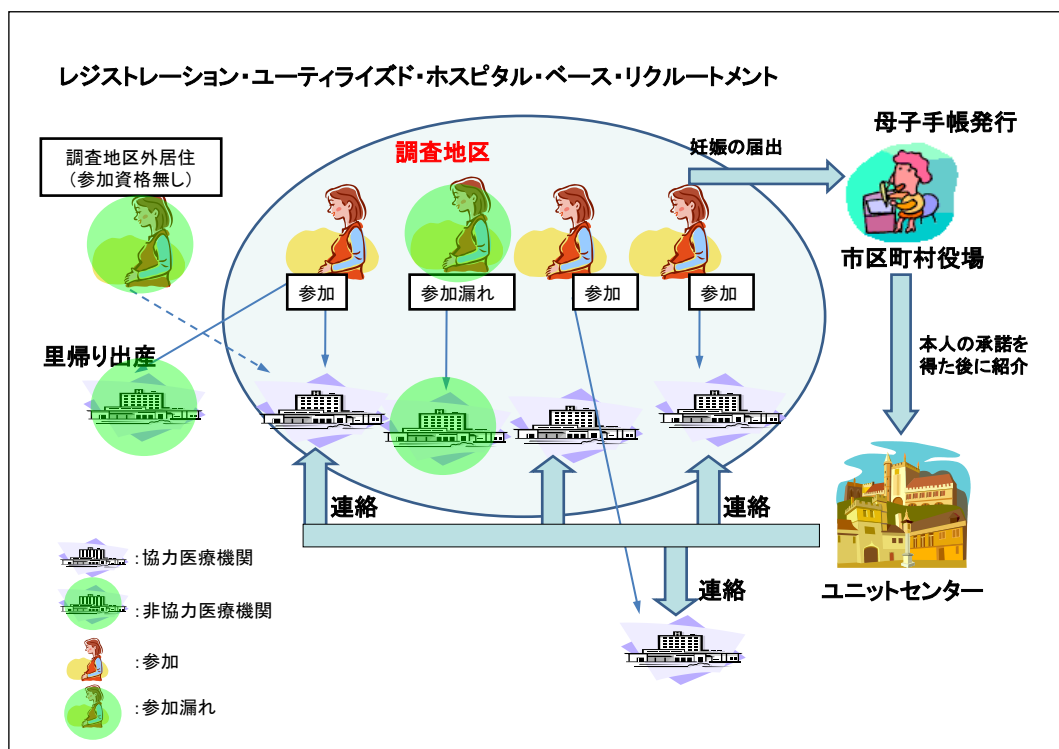 レジストレーション・ユーティライズド・ホスピタル・ベース・リクルートメント
調査地区外居住
（参加資格無し）
調査地区
妊娠の届出
母子手帳発行
市区町村役場
参加
参加漏れ
参加
参加
里帰り出産
本人の承諾を
得た後に紹介
連絡
連絡
連絡
ユニットセンター
:協力医療機関
:非協力医療機関
:参加
:参加漏れ